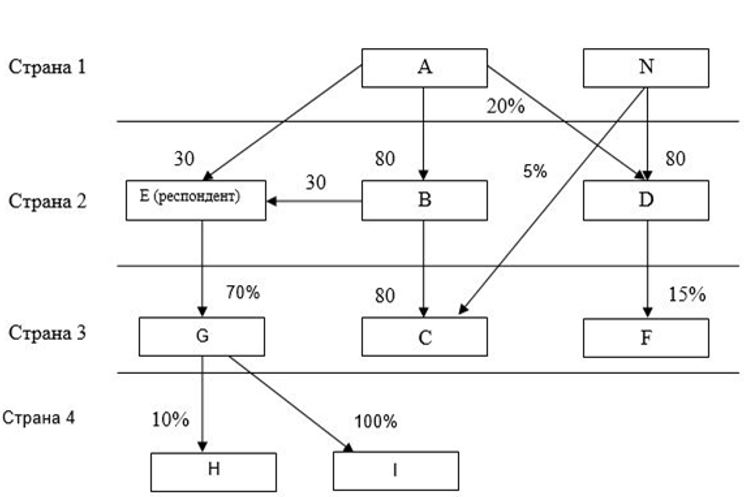 Страна 1
A
N
20%
30
80
5%
80
Страна 2
E (респондент)
30
B
D
70%
80
15%
Страна 3
G
C
F
Страна 4
10%
100%
H
I